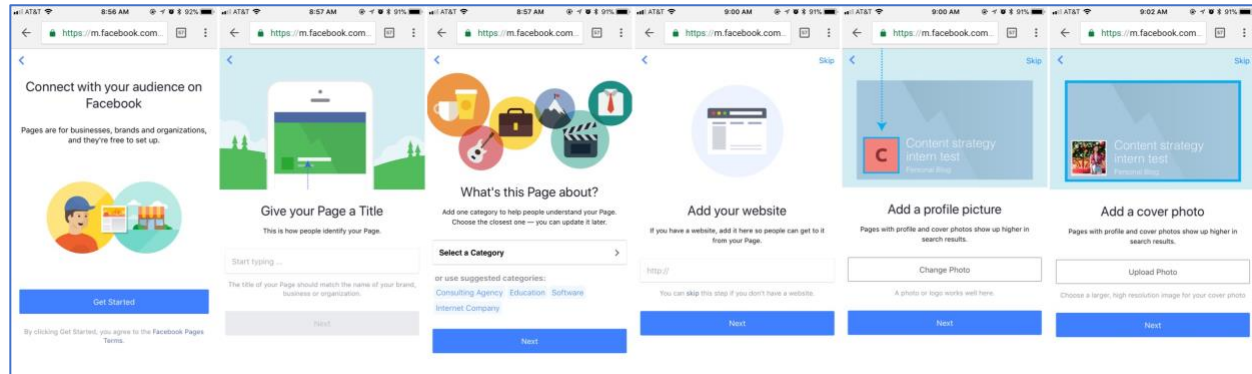 AT&T 8:56 AM 92%
https://m.facebook.com...
57
Connect with your audience on
Facebook
Pages are for businesses, brands and organizations,
and they're free to set up.
Get Started
By clicking Get Started, you agree to the Facebook Pages
Terms.
AT&T 8:57 AM 91%
https://m.facebook.com...
57
Give your Page a Title
This is how people identify your Page.
Start typing ...
The title of your Page should match the name of your brand,
business or organization.
Next
AT&T 8:57 AM 91%
https://m.facebook.com...
57
What's this Page about?
Add one category to help people understand your Page.
Choose the closest one — you can update it later.
Select a Category
or use suggested categories:
Consulting Agency Education Software
Internet Company
Next
AT&T 9:00 AM 91%
https://m.facebook.com...
57
Skip
Add your website
If you have a website, add it here so people can get to it
from your Page.
http://
You can skip this step if you don't have a website.
Next
AT&T 9:00 AM 91%
https://m.facebook.com...
57
Skip
C
Content strategy
intern test
Personal Blog
Add a profile picture
Pages with profile and cover photos show up higher in
search results.
Change Photo
A photo or logo works well here.
Next
AT&T 9:02 AM 91%
https://m.facebook.com...
57
Skip
Content strategy
intern test
Personal Blog
Add a cover photo
Pages with profile and cover photos show up higher in
search results.
Upload Photo
Choose a larger, high resolution image for your cover photo
Next